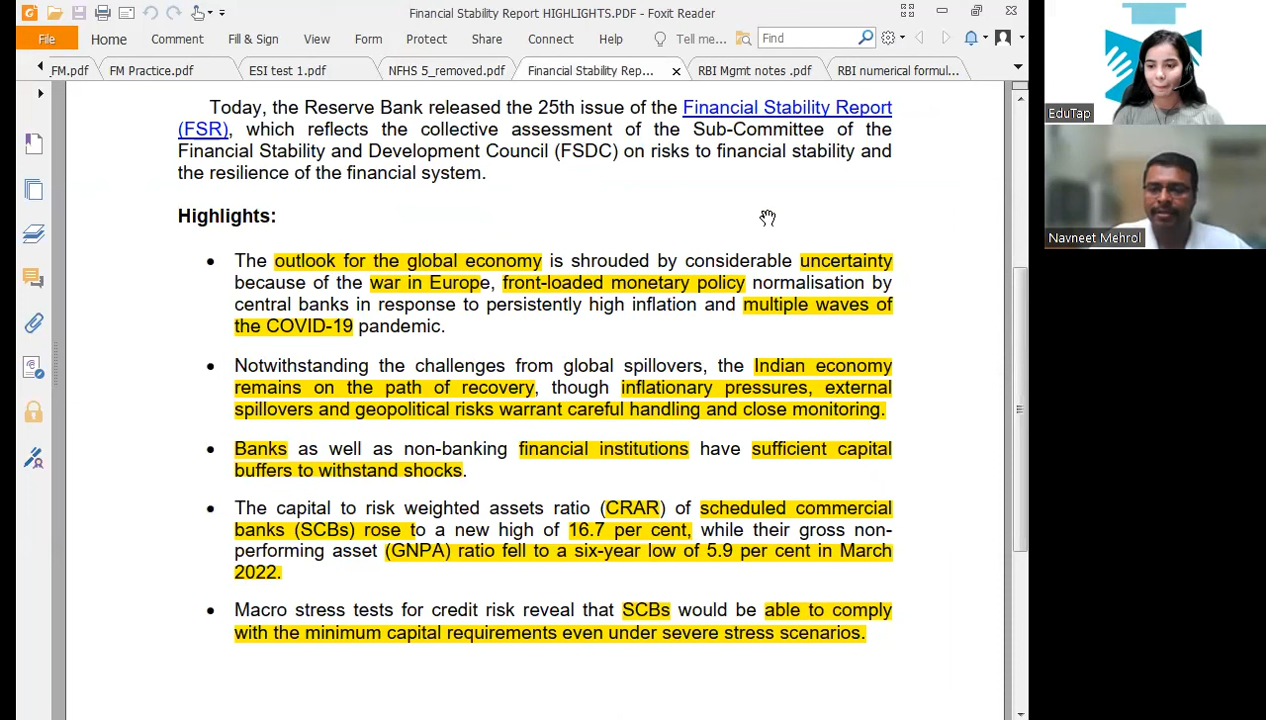 Financial Stability Report HIGHLIGHTS.PDF - Foxit Reader
File Home Comment Fill & Sign View Form Protect Share Connect Help Tell me... Find
_FM.pdf FM Practice.pdf ESI test 1.pdf NFHS 5_removed.pdf Financial Stability Rep... RBI Mgmt notes .pdf RBI numerical formul...
Today, the Reserve Bank released the 25th issue of the Financial Stability Report
(FSR), which reflects the collective assessment of the Sub-Committee of the
Financial Stability and Development Council (FSDC) on risks to financial stability and
the resilience of the financial system.
Highlights:
• The outlook for the global economy is shrouded by considerable uncertainty
because of the war in Europe, front-loaded monetary policy normalisation by
central banks in response to persistently high inflation and multiple waves of
the COVID-19 pandemic.
• Notwithstanding the challenges from global spillovers, the Indian economy
remains on the path of recovery, though inflationary pressures, external
spillovers and geopolitical risks warrant careful handling and close monitoring.
• Banks as well as non-banking financial institutions have sufficient capital
buffers to withstand shocks.
• The capital to risk weighted assets ratio (CRAR) of scheduled commercial
banks (SCBs) rose to a new high of 16.7 per cent, while their gross non-
performing asset (GNPA) ratio fell to a six-year low of 5.9 per cent in March
2022.
• Macro stress tests for credit risk reveal that SCBs would be able to comply
with the minimum capital requirements even under severe stress scenarios.
EduTap
Navneet Mehrol